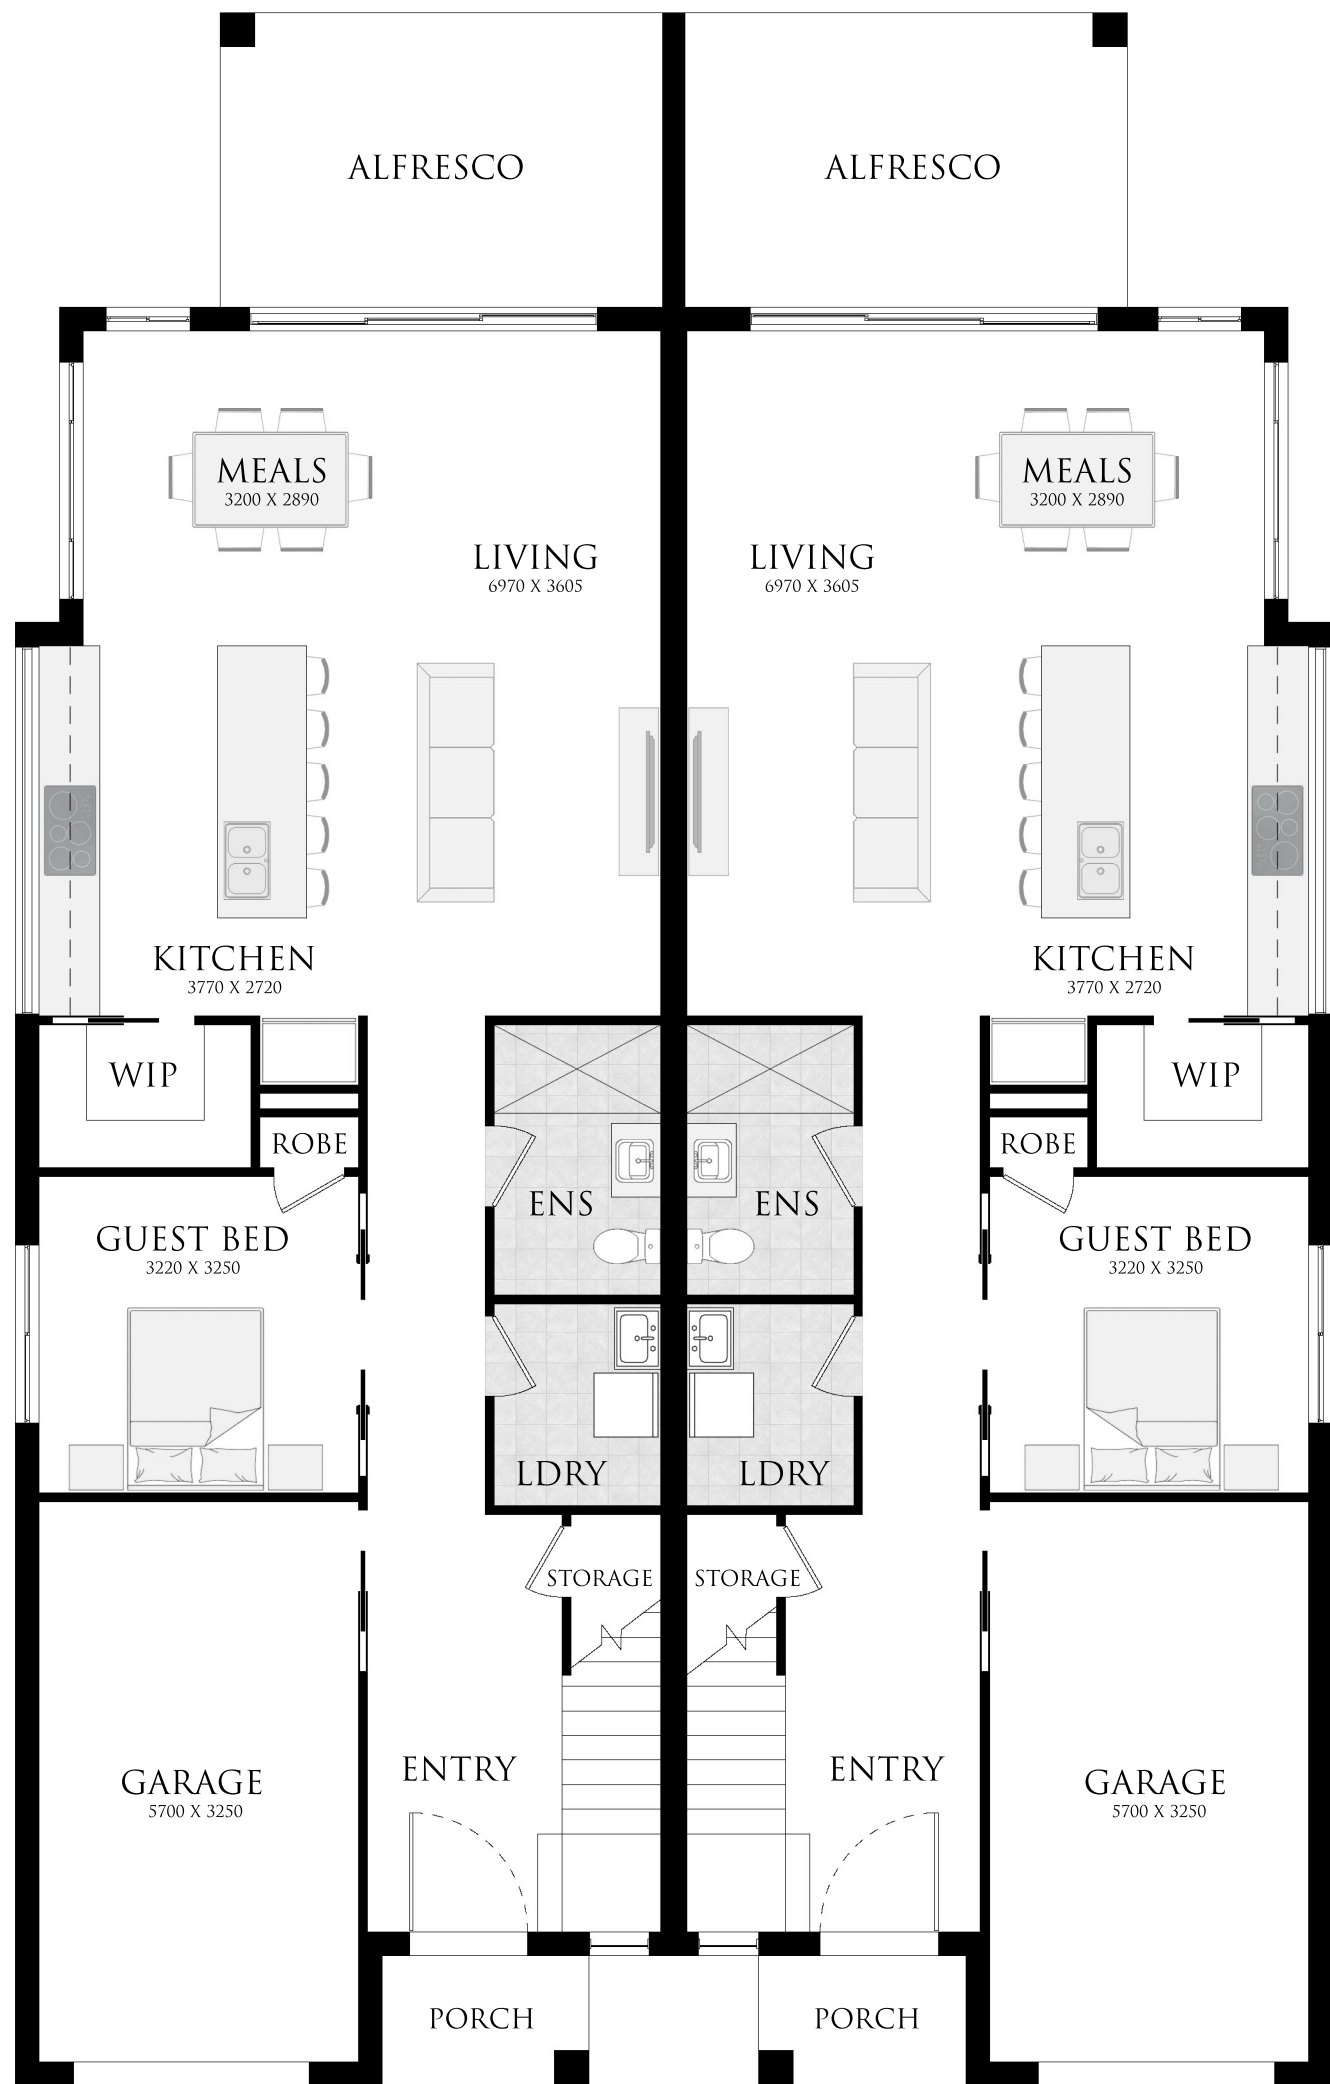 ALFRESCO
ALFRESCO
MEALS
3200 X 2890
MEALS
3200 X 2890
LIVING
6970 X 3605
LIVING
6970 X 3605
KITCHEN
3770 X 2720
KITCHEN
3770 X 2720
WIP
WIP
ROBE
ROBE
ENS
ENS
GUEST BED
3220 X 3250
GUEST BED
3220 X 3250
LDRY
LDRY
STORAGE
STORAGE
ENTRY
ENTRY
GARAGE
5700 X 3250
GARAGE
5700 X 3250
PORCH
PORCH